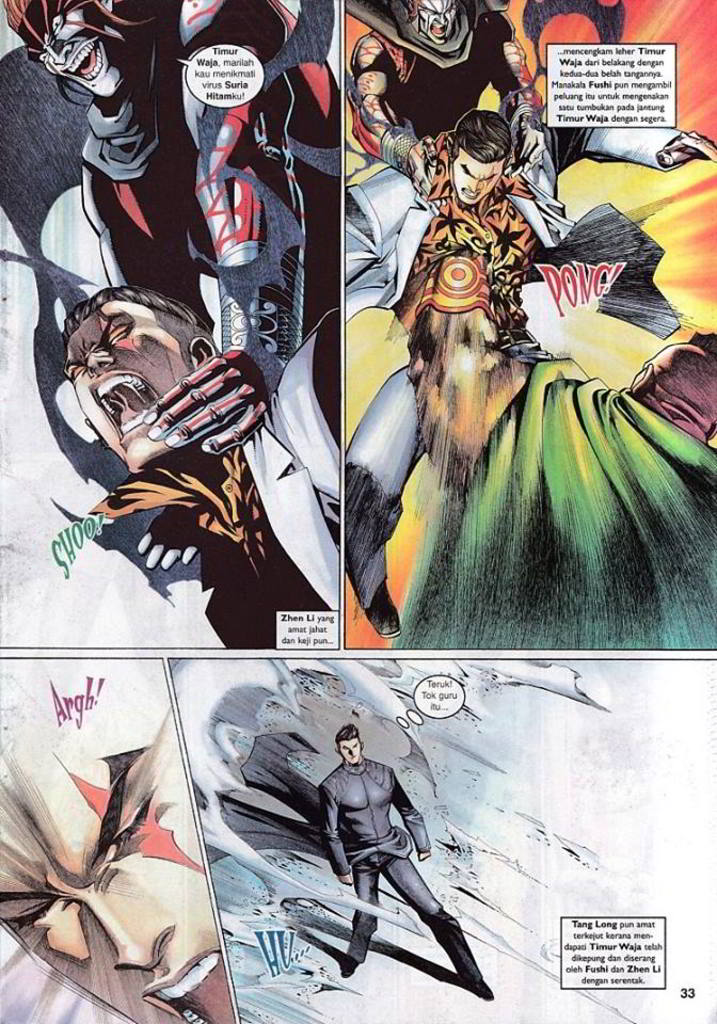 Timur
Waja, marilah
kau menikmati
virus Suria
Hitamku!
SHOO!
Zhen Li yang
amat jahat
dan keji pun...
...mencengkam leher Timur
Waja dari belakang dengan
kedua-dua belah tangannya.
Manakala Fushi pun mengambil
peluang itu untuk mengenakan
satu tumbukan pada jantung
Timur Waja dengan segera.
PONG!
Argh!
Teruk!
Tok guru
itu...
HU
Tang Long pun amat
terkejut kerana men-
dapati Timur Waja telah
dikepung dan diserang
oleh Fushi dan Zhen Li
dengan serentak.
33